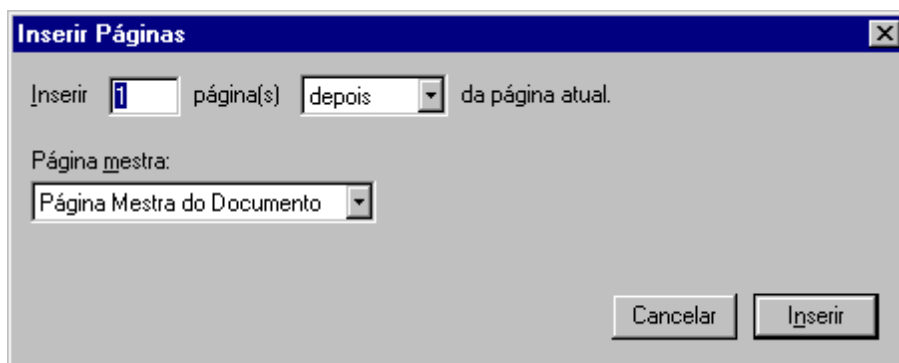 Inserir Páginas
Inserir 1 página(s) depois da página atual.
Página mestra:
Página Mestra do Documento
Cancelar Inserir